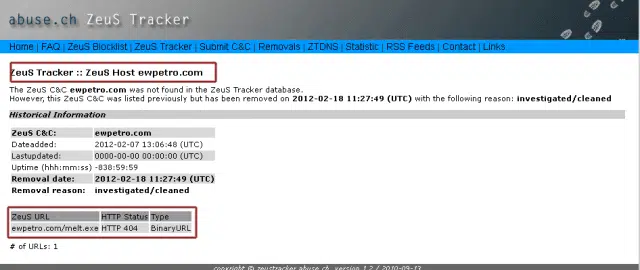 abuse.ch ZeuS Tracker
Home | FAQ | ZeuS Blocklist | ZeuS Tracker | Submit C&C | Removals | ZTDNS | Statistic | RSS Feeds | Contact | Links
ZeuS Tracker :: ZeuS Host ewpetro.com
The ZeuS C&C ewpetro.com was not found in the ZeuS Tracker database.
However, this ZeuS C&C was listed previously but has been removed on 2012-02-18 11:27:49 (UTC) with the following reason: investigated/cleaned
Historical Information
ZeuS C&C: ewpetro.com
Dateadded: 2012-02-07 13:06:48 (UTC)
Lastupdated: 0000-00-00 00:00:00 (UTC)
Uptime (hhh:mm:ss) -838:59:59
Removal date: 2012-02-18 11:27:49 (UTC)
Removal reason: investigated/cleaned
ZeuS URL HTTP Status Type
ewpetro.com/melt.exe HTTP 404 BinaryURL
# of URLs: 1
copyright © zeustracker.abuse.ch, version 1.2 / 2010-09-13